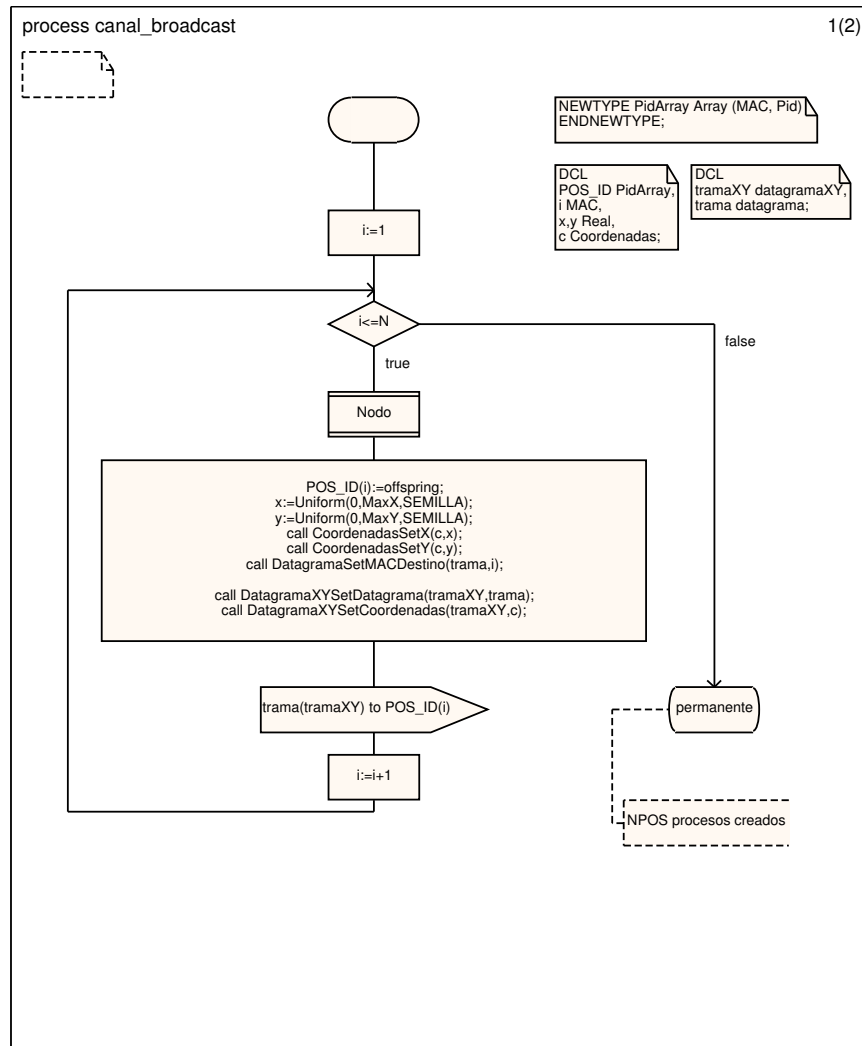 process canal_broadcast
1(2)
NEWTYPE PidArray Array (MAC, Pid)
ENDNEWTYPE;
DCL
POS_ID PidArray,
i MAC,
x,y Real,
c Coordenadas;
DCL
tramaXY datagramaXY,
trama datagrama;
i:=1
i<=N
false
true
Nodo
POS_ID(i):=offspring;
x:=Uniform(0,MaxX,SEMILLA);
y:=Uniform(0,MaxY,SEMILLA);
call CoordenadasSetX(c,x);
call CoordenadasSetY(c,y);
call DatagramaSetMACDestino(trama,i);
call DatagramaXYSetDatagrama(tramaXY,trama);
call DatagramaXYSetCoordenadas(tramaXY,c);
trama(tramaXY) to POS_ID(i)
permanente
i:=i+1
NPOS procesos creados